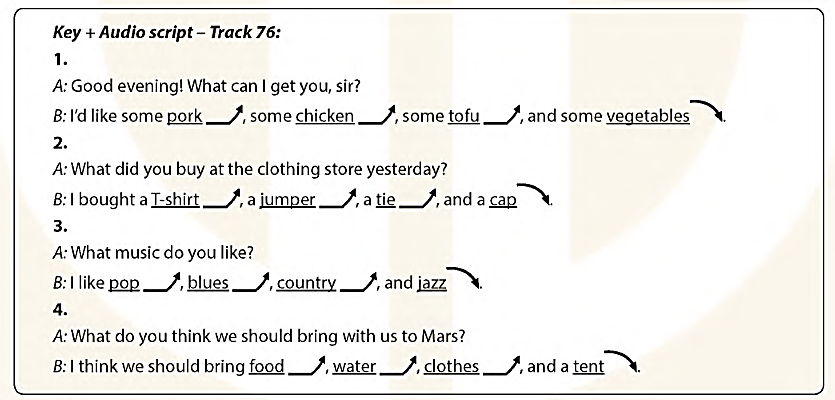 Key + Audio script – Track 76:
1.
A: Good evening! What can I get you, sir?
B: I'd like some pork, some chicken, some tofu, and some vegetables.
2.
A: What did you buy at the clothing store yesterday?
B: I bought a T-shirt, a jumper, a tie, and a cap.
3.
A: What music do you like?
B: I like pop, blues, country, and jazz.
4.
A: What do you think we should bring with us to Mars?
B: I think we should bring food, water, clothes, and a tent.